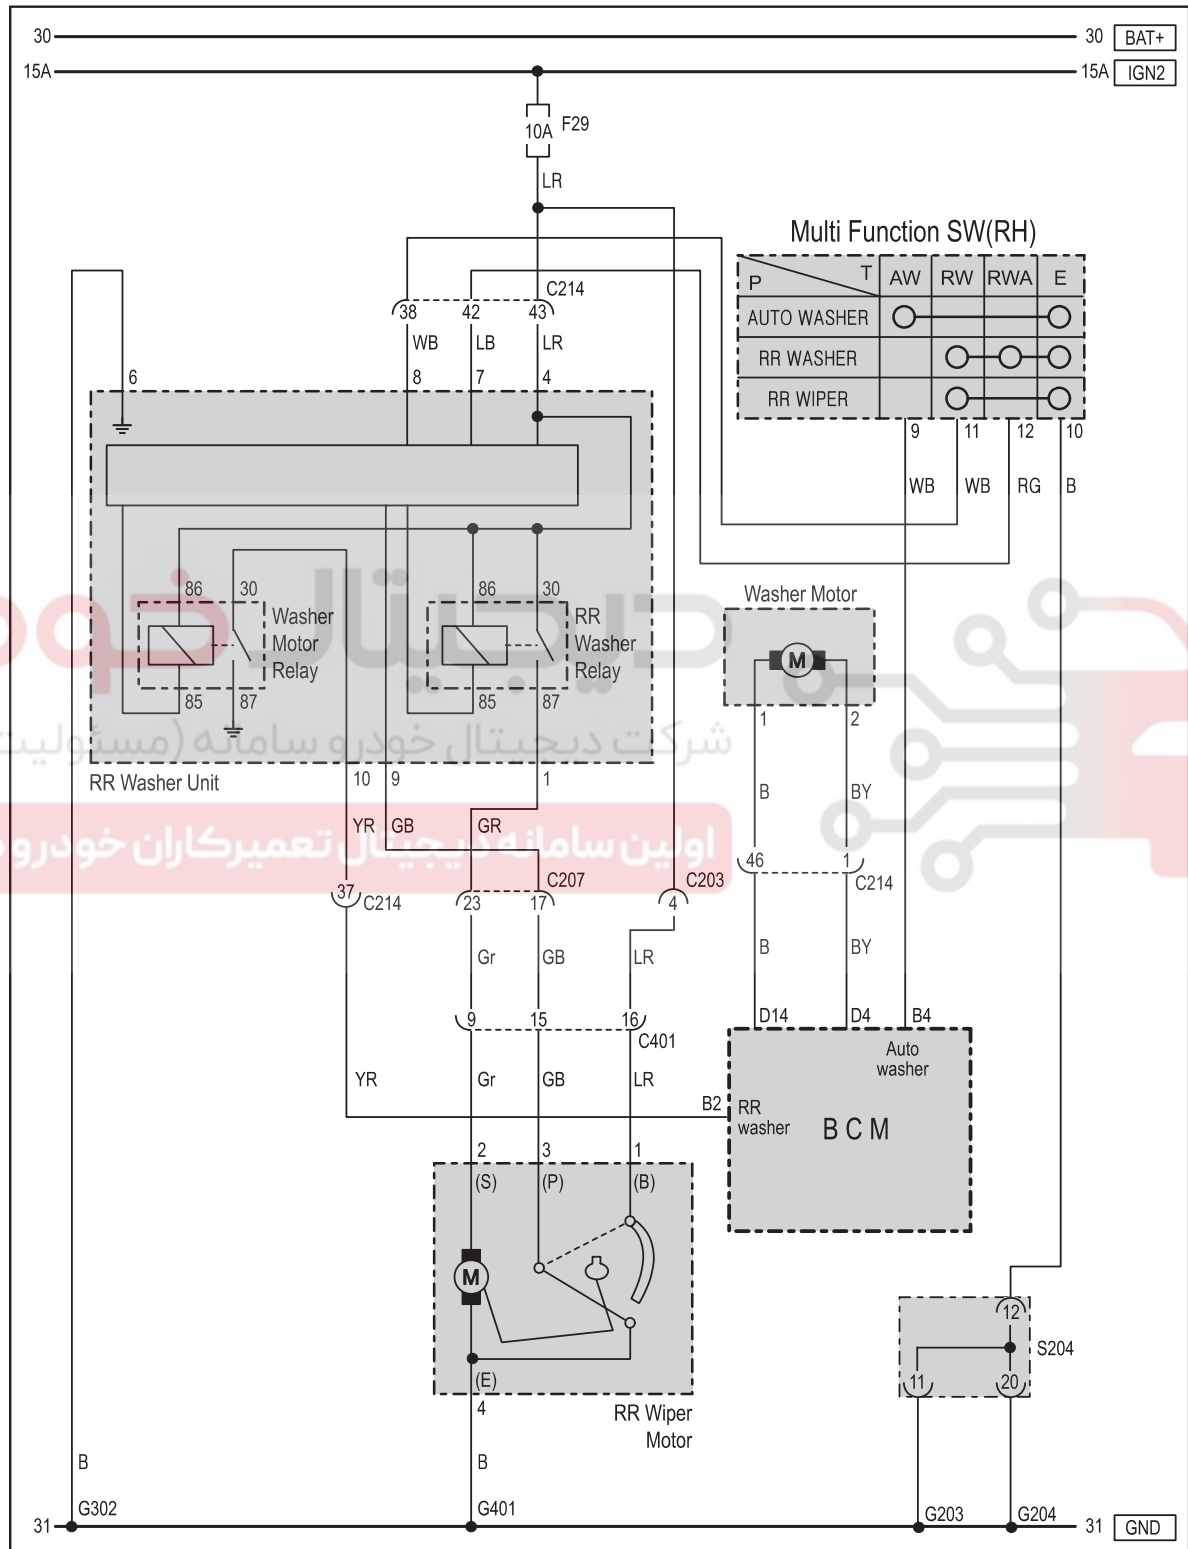 30 30 BAT+
15A 15A IGN2
10A F29
LR
Multi Function SW(RH)
P T AW RW RWA E
AUTO WASHER
RR WASHER
RR WIPER
9 11 12 10
WB WB RG B
C214
38 42 43
WB LB LR
6 8 7 4
86 30 86 30
Washer
Motor
Relay
RR
Washer
Relay
85 87 85 87
RR Washer Unit
10 9 1
YR GB GR
Washer Motor
M
1 2
B BY
46 1
C214
B BY
D14 D4 B4
37 C214
C207
23 17
C203
4
Gr GB LR
9 15 16
C401
YR Gr GB LR
Auto
washer
B2 RR
washer
B C M
2 3 1
(S) (P) (B)
M
(E)
4
RR Wiper
Motor
12
S204
11 20
B B
G302 G401 G203 G204
31 31 GND
دیجیتال خودرو
شرکت دیجیتال خودرو سامانه (مسئولیت
اولین سامانه دیجیتال تعمیرکاران خودرو د